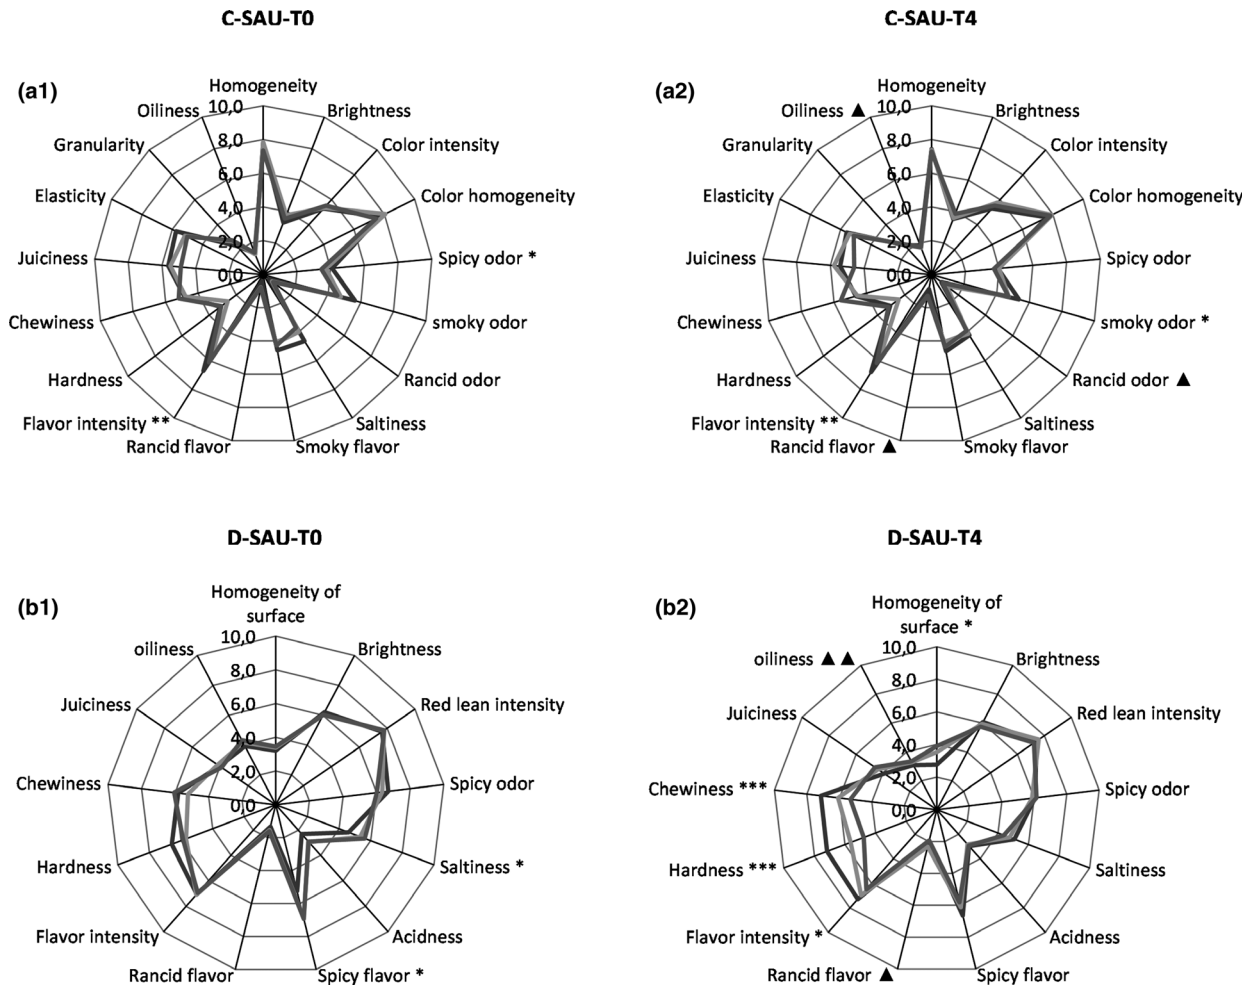 C-SAU-T0
(a1)
Homogeneity
Brightness
Color intensity
Color homogeneity
Spicy odor *
smoky odor
Rancid odor
Saltiness
Smoky flavor
Rancid flavor
Flavor intensity **
Hardness
Chewiness
Juiciness
Elasticity
Granularity
Oiliness
10,0
8,0
6,0
4,0
2,0
0,0
C-SAU-T4
(a2)
Homogeneity
Brightness
Color intensity
Color homogeneity
Spicy odor
smoky odor *
Rancid odor ▲
Saltiness
Smoky flavor
Rancid flavor ▲
Flavor intensity **
Hardness
Chewiness
Juiciness
Elasticity
Granularity
Oiliness ▲
10,0
8,0
6,0
4,0
2,0
0,0
D-SAU-T0
(b1)
Homogeneity of
surface
Brightness
Red lean intensity
Spicy odor
Saltiness *
Acidness
Spicy flavor *
Rancid flavor
Flavor intensity
Hardness
Chewiness
Juiciness
oiliness
10,0
8,0
6,0
4,0
2,0
0,0
D-SAU-T4
(b2)
Homogeneity of
surface *
Brightness
Red lean intensity
Spicy odor
Saltiness
Acidness
Spicy flavor
Rancid flavor ▲
Flavor intensity *
Hardness ***
Chewiness ***
Juiciness
oiliness ▲ ▲
10,0
8,0
6,0
4,0
2,0
0,0